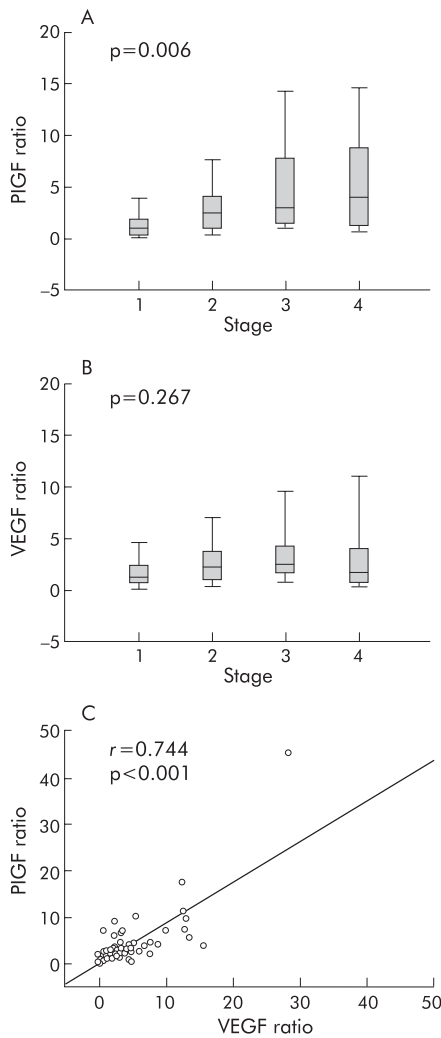 A
p=0.006
20
15
10
5
0
–5
PlGF ratio
1 2 3 4
Stage
B
p=0.267
20
15
10
5
0
–5
VEGF ratio
1 2 3 4
Stage
C
r=0.744
p<0.001
50
40
30
20
10
0
PlGF ratio
0 10 20 30 40 50
VEGF ratio